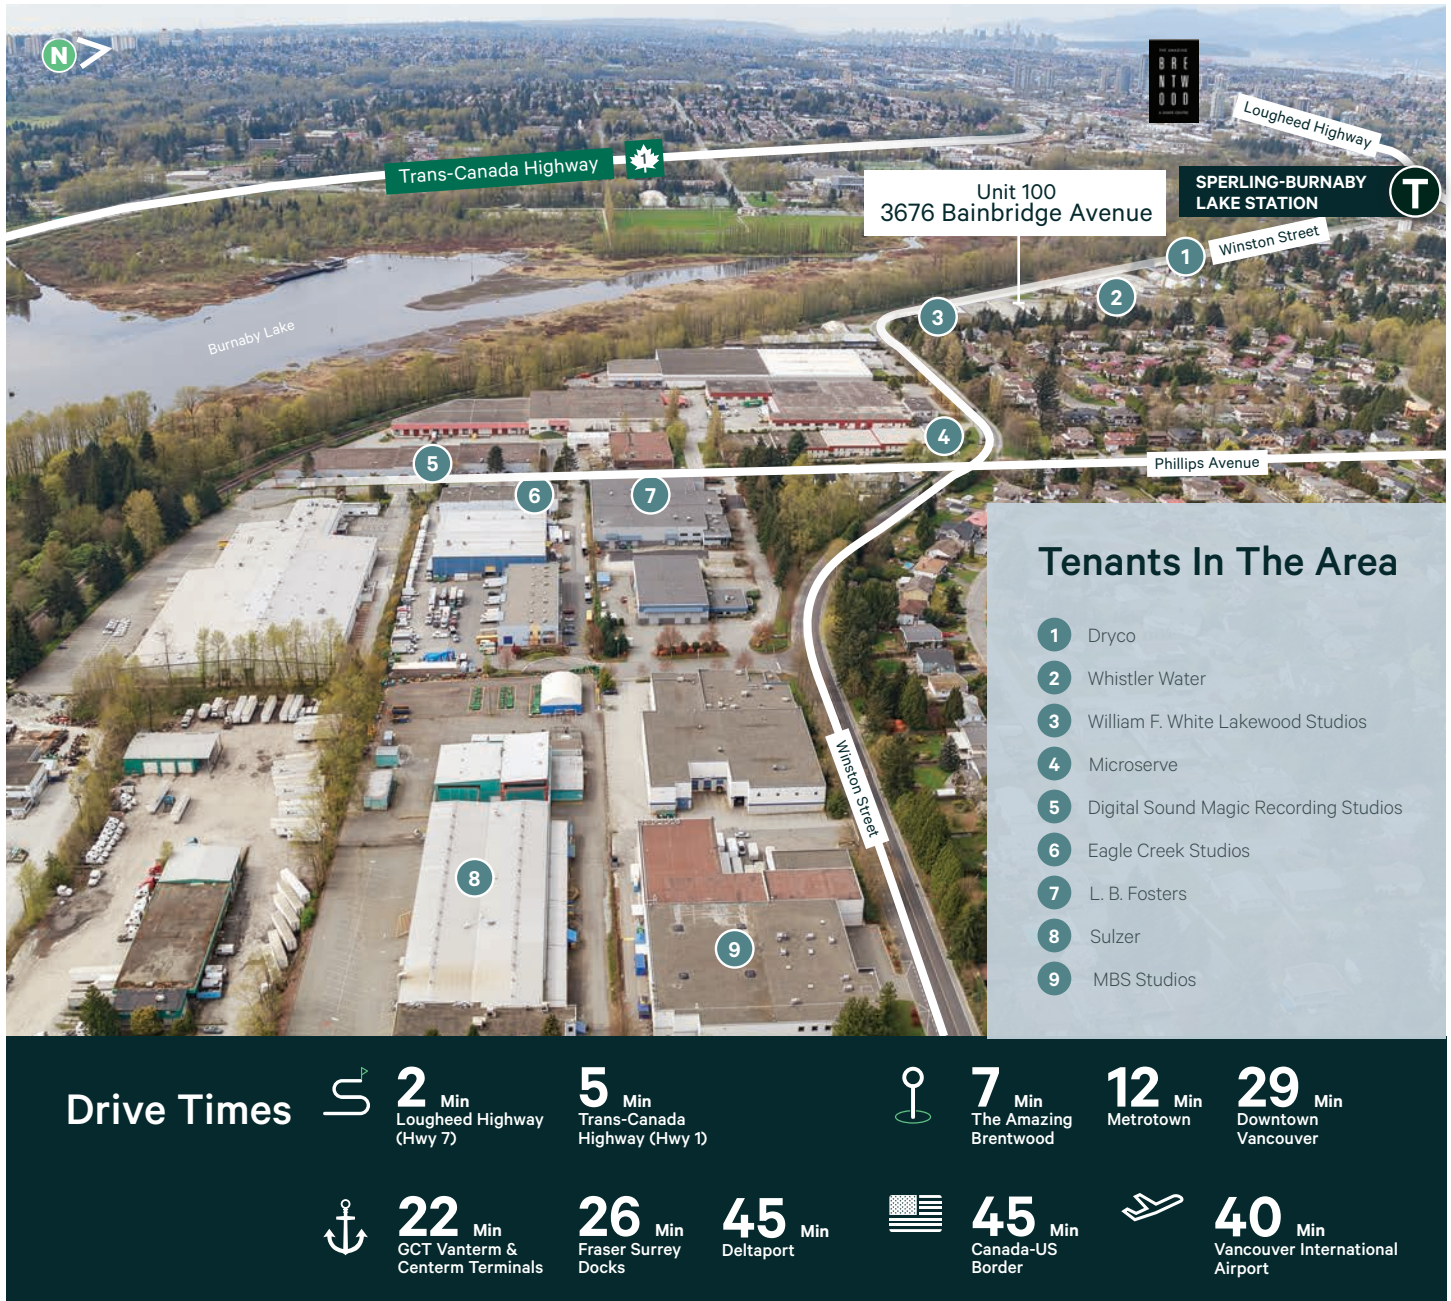 N
THE AMAZING
BRE
NTW
OOD
Lougheed Highway
Trans-Canada Highway
1
Unit 100
3676 Bainbridge Avenue
SPERLING-BURNABY
LAKE STATION
T
Winston Street
1
2
3
Burnaby Lake
4
5
Phillips Avenue
6
7
Winston Street
8
9
Tenants In The Area
1 Dryco
2 Whistler Water
3 William F. White Lakewood Studios
4 Microserve
5 Digital Sound Magic Recording Studios
6 Eagle Creek Studios
7 L. B. Fosters
8 Sulzer
9 MBS Studios
Drive Times
2 Min
Lougheed Highway
(Hwy 7)
5 Min
Trans-Canada
Highway (Hwy 1)
7 Min
The Amazing
Brentwood
12 Min
Metrotown
29 Min
Downtown
Vancouver
22 Min
GCT Vanterm &
Centerm Terminals
26 Min
Fraser Surrey
Docks
45 Min
Deltaport
45 Min
Canada-US
Border
40 Min
Vancouver International
Airport